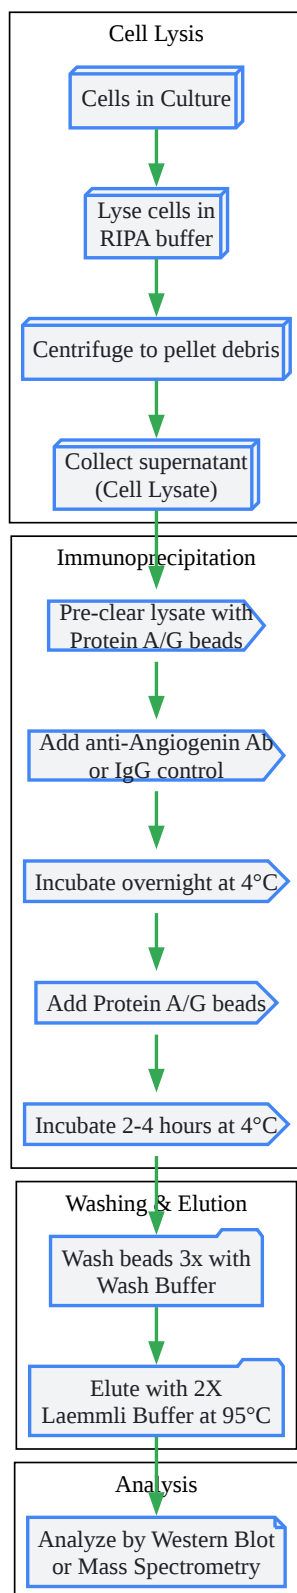 Cell Lysis
Cells in Culture
Lyse cells in
RIPA buffer
Centrifuge to pellet debris
Collect supernatant
(Cell Lysate)
Immunoprecipitation
Pre-clear lysate with
Protein A/G beads
Add anti-Angiogenin Ab
or IgG control
Incubate overnight at 4°C
Add Protein A/G beads
Incubate 2-4 hours at 4°C
Washing & Elution
Wash beads 3x with
Wash Buffer
Elute with 2X
Laemmli Buffer at 95°C
Analysis
Analyze by Western Blot
or Mass Spectrometry